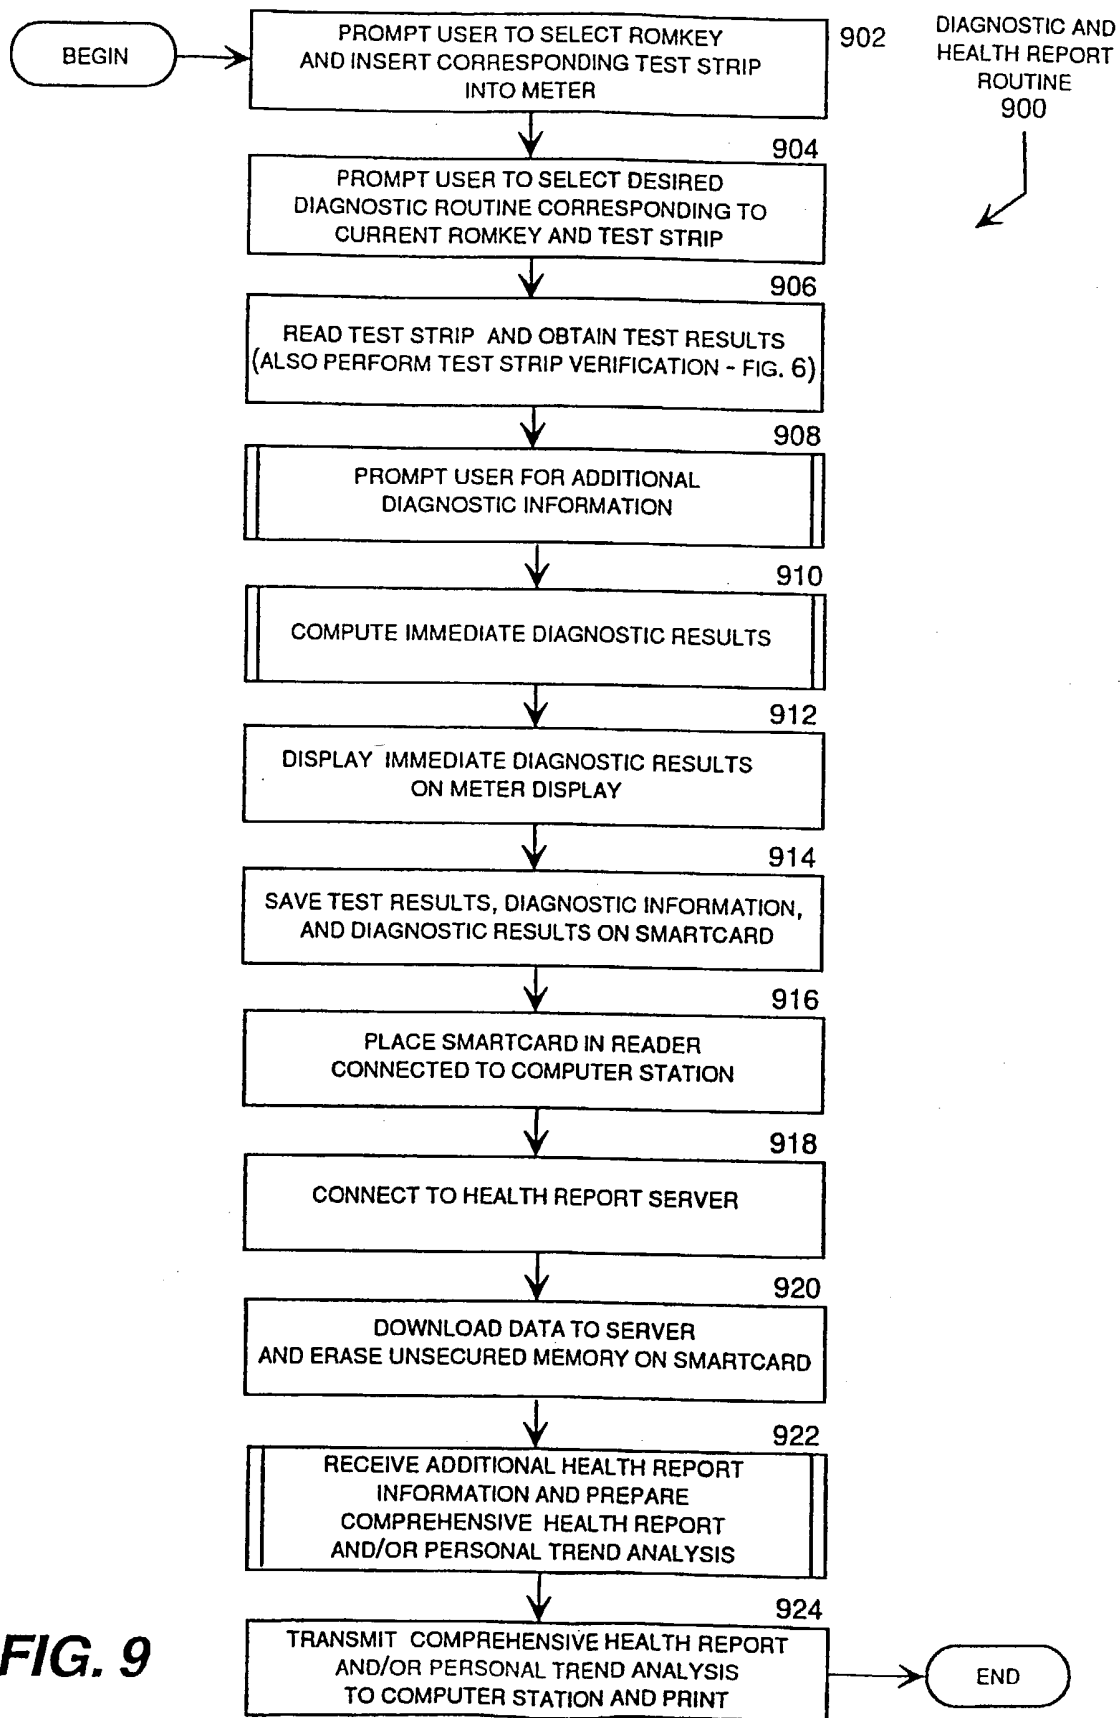 BEGIN
PROMPT USER TO SELECT ROMKEY
AND INSERT CORRESPONDING TEST STRIP
INTO METER
902
DIAGNOSTIC AND
HEALTH REPORT
ROUTINE
900
904
PROMPT USER TO SELECT DESIRED
DIAGNOSTIC ROUTINE CORRESPONDING TO
CURRENT ROMKEY AND TEST STRIP
906
READ TEST STRIP AND OBTAIN TEST RESULTS
(ALSO PERFORM TEST STRIP VERIFICATION - FIG. 6)
908
PROMPT USER FOR ADDITIONAL
DIAGNOSTIC INFORMATION
910
COMPUTE IMMEDIATE DIAGNOSTIC RESULTS
912
DISPLAY IMMEDIATE DIAGNOSTIC RESULTS
ON METER DISPLAY
914
SAVE TEST RESULTS, DIAGNOSTIC INFORMATION,
AND DIAGNOSTIC RESULTS ON SMARTCARD
916
PLACE SMARTCARD IN READER
CONNECTED TO COMPUTER STATION
918
CONNECT TO HEALTH REPORT SERVER
920
DOWNLOAD DATA TO SERVER
AND ERASE UNSECURED MEMORY ON SMARTCARD
922
RECEIVE ADDITIONAL HEALTH REPORT
INFORMATION AND PREPARE
COMPREHENSIVE HEALTH REPORT
AND/OR PERSONAL TREND ANALYSIS
924
TRANSMIT COMPREHENSIVE HEALTH REPORT
AND/OR PERSONAL TREND ANALYSIS
TO COMPUTER STATION AND PRINT
END
FIG. 9